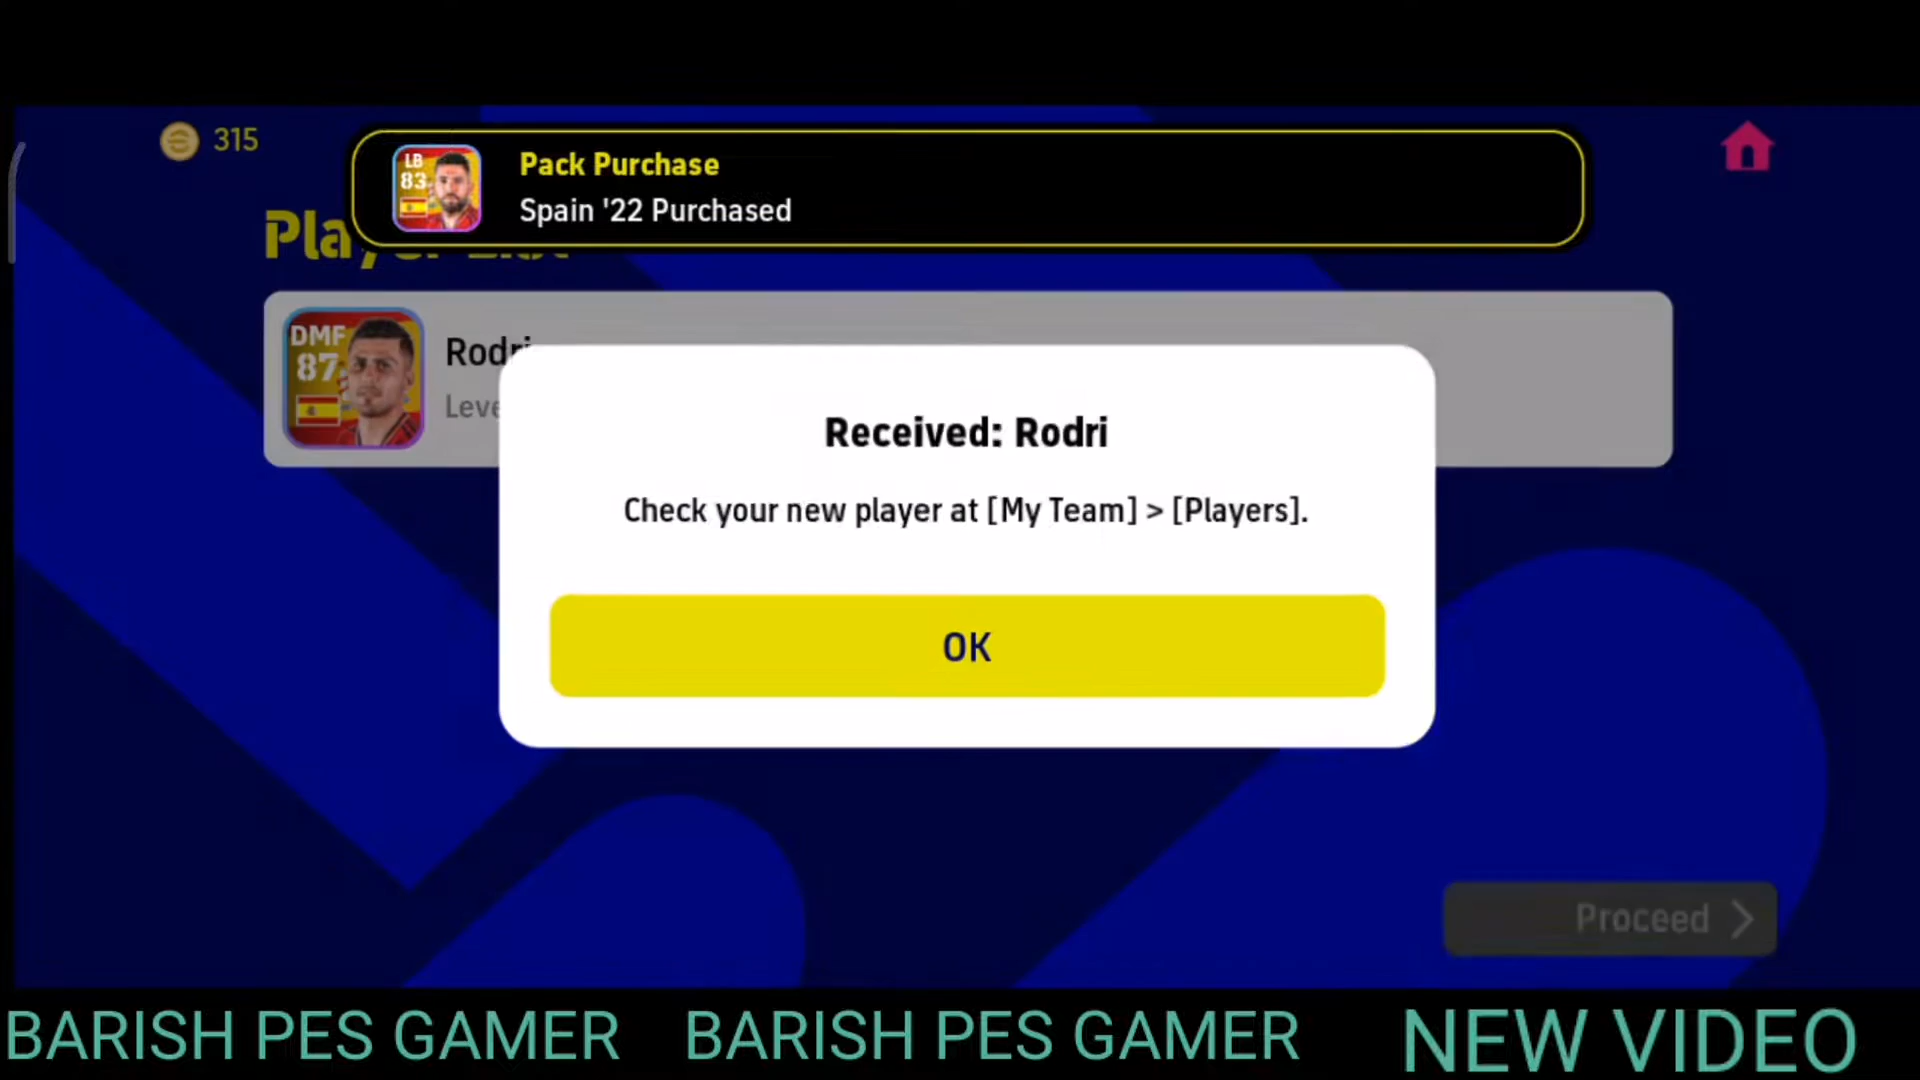 315
LB
83
Pack Purchase
Spain '22 Purchased
DMF
87
Rodri
Received: Rodri
Check your new player at [My Team] > [Players].
OK
Proceed
BARISH PES GAMER BARISH PES GAMER NEW VIDEO